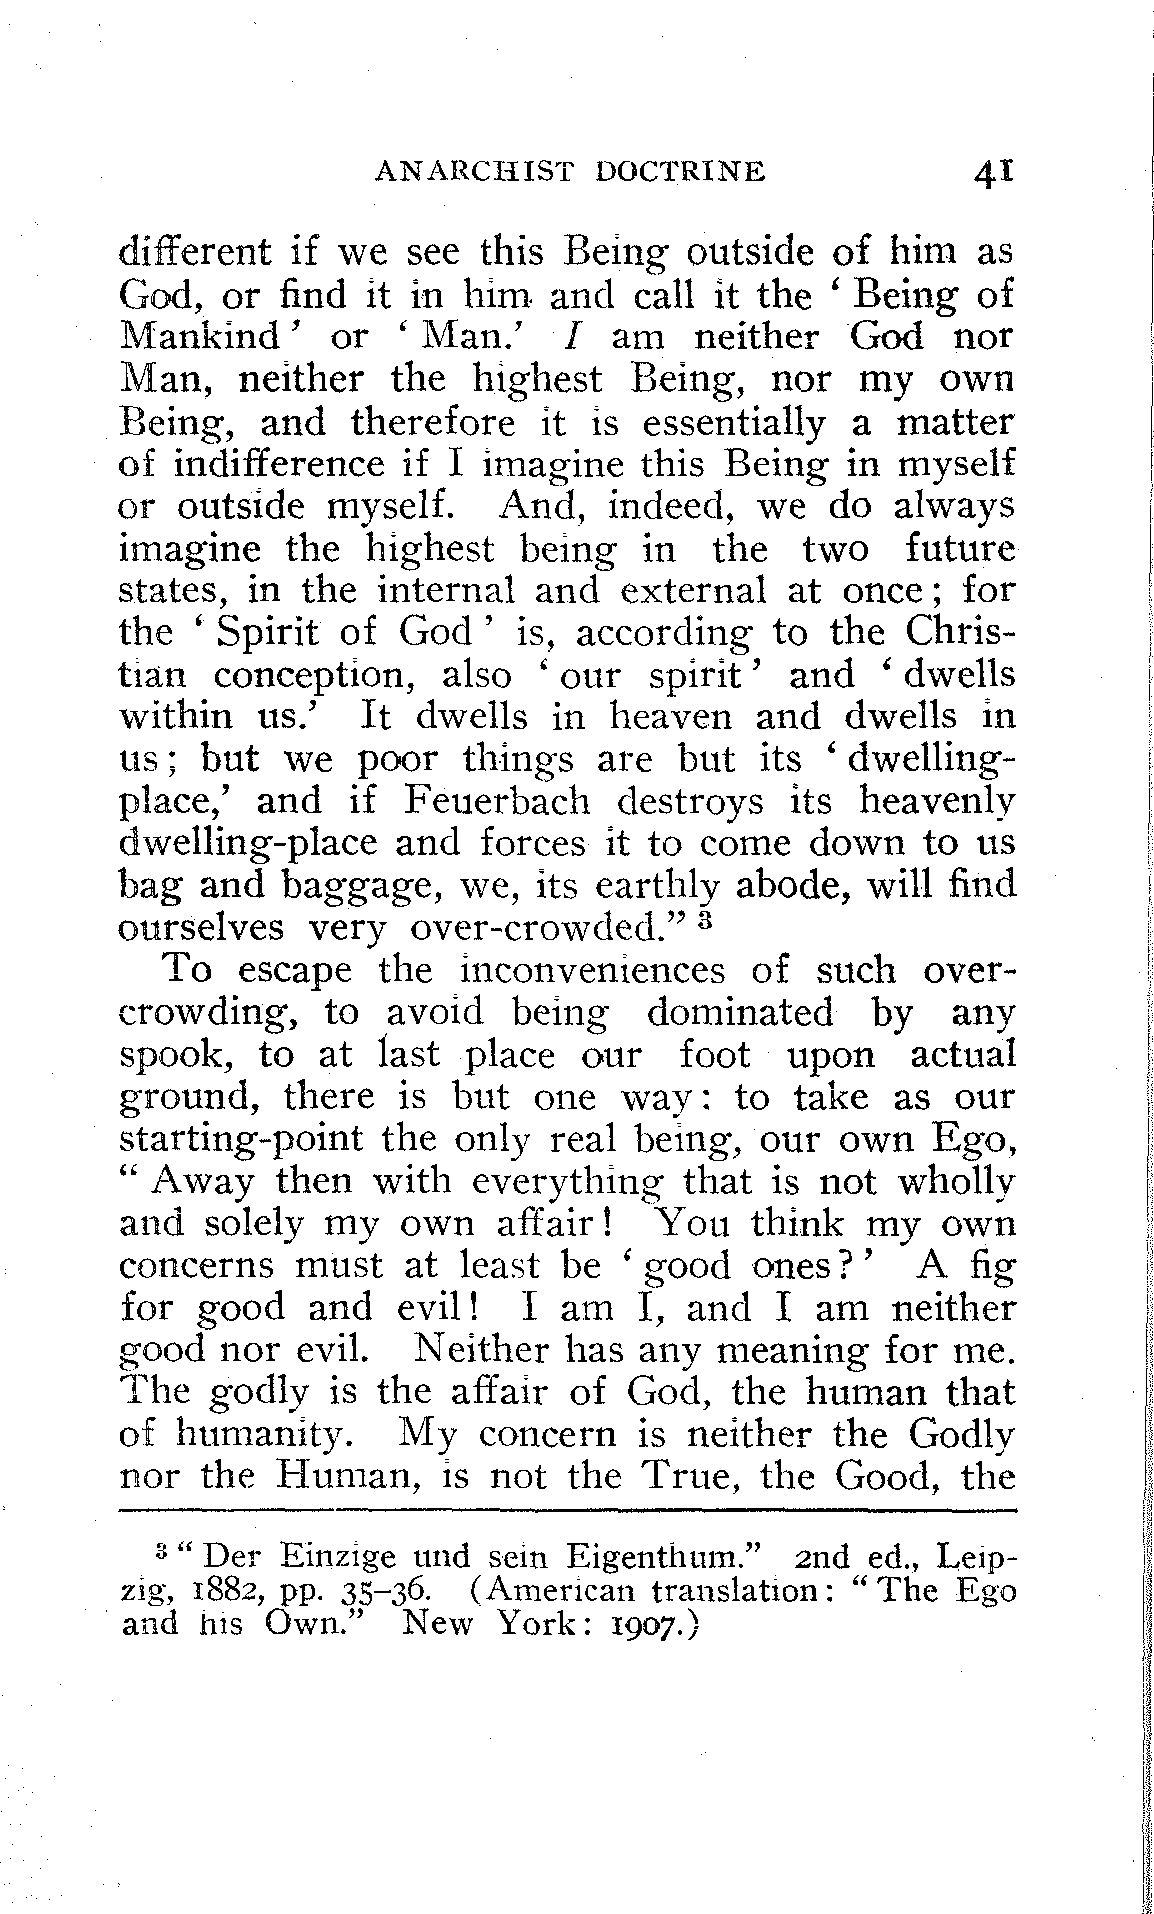 ANARCHIST DOCTRINE 41
different if we see this Being outside of him as
God, or find it in him and call it the ‘ Being of
Mankind ’ or ‘ Man.’ I am neither God nor
Man, neither the highest Being, nor my own
Being, and therefore it is essentially a matter
of indifference if I imagine this Being in myself
or outside myself. And, indeed, we do always
imagine the highest being in the two future
states, in the internal and external at once ; for
the ‘ Spirit of God ’ is, according to the Chris-
tian conception, also ‘ our spirit ’ and ‘ dwells
within us.’ It dwells in heaven and dwells in
us ; but we poor things are but its ‘ dwelling-
place,’ and if Feuerbach destroys its heavenly
dwelling-place and forces it to come down to us
bag and baggage, we, its earthly abode, will find
ourselves very over-crowded.” 3
To escape the inconveniences of such over-
crowding, to avoid being dominated by any
spook, to at last place our foot upon actual
ground, there is but one way : to take as our
starting-point the only real being, our own Ego,
“ Away then with everything that is not wholly
and solely my own affair ! You think my own
concerns must at least be ‘ good ones ? ’ A fig
for good and evil ! I am I, and I am neither
good nor evil. Neither has any meaning for me.
The godly is the affair of God, the human that
of humanity. My concern is neither the Godly
nor the Human, is not the True, the Good, the
3 “ Der Einzige und sein Eigenthum.” 2nd ed., Leip-
zig, 1882, pp. 35–36. (American translation : “ The Ego
and his Own.” New York : 1907.)